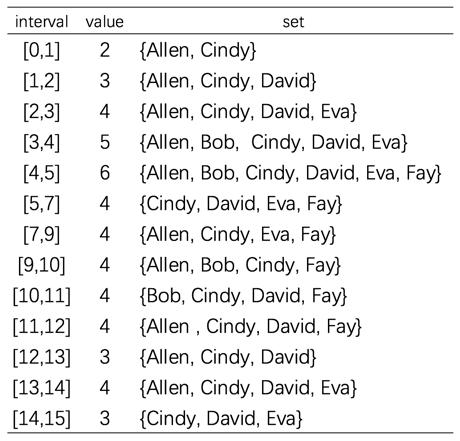 interval value set
[0,1] 2 {Allen, Cindy}
[1,2] 3 {Allen, Cindy, David}
[2,3] 4 {Allen, Cindy, David, Eva}
[3,4] 5 {Allen, Bob, Cindy, David, Eva}
[4,5] 6 {Allen, Bob, Cindy, David, Eva, Fay}
[5,7] 4 {Cindy, David, Eva, Fay}
[7,9] 4 {Allen, Cindy, Eva, Fay}
[9,10] 4 {Allen, Bob, Cindy, Fay}
[10,11] 4 {Bob, Cindy, David, Fay}
[11,12] 4 {Allen , Cindy, David, Fay}
[12,13] 3 {Allen, Cindy, David}
[13,14] 4 {Allen, Cindy, David, Eva}
[14,15] 3 {Cindy, David, Eva}